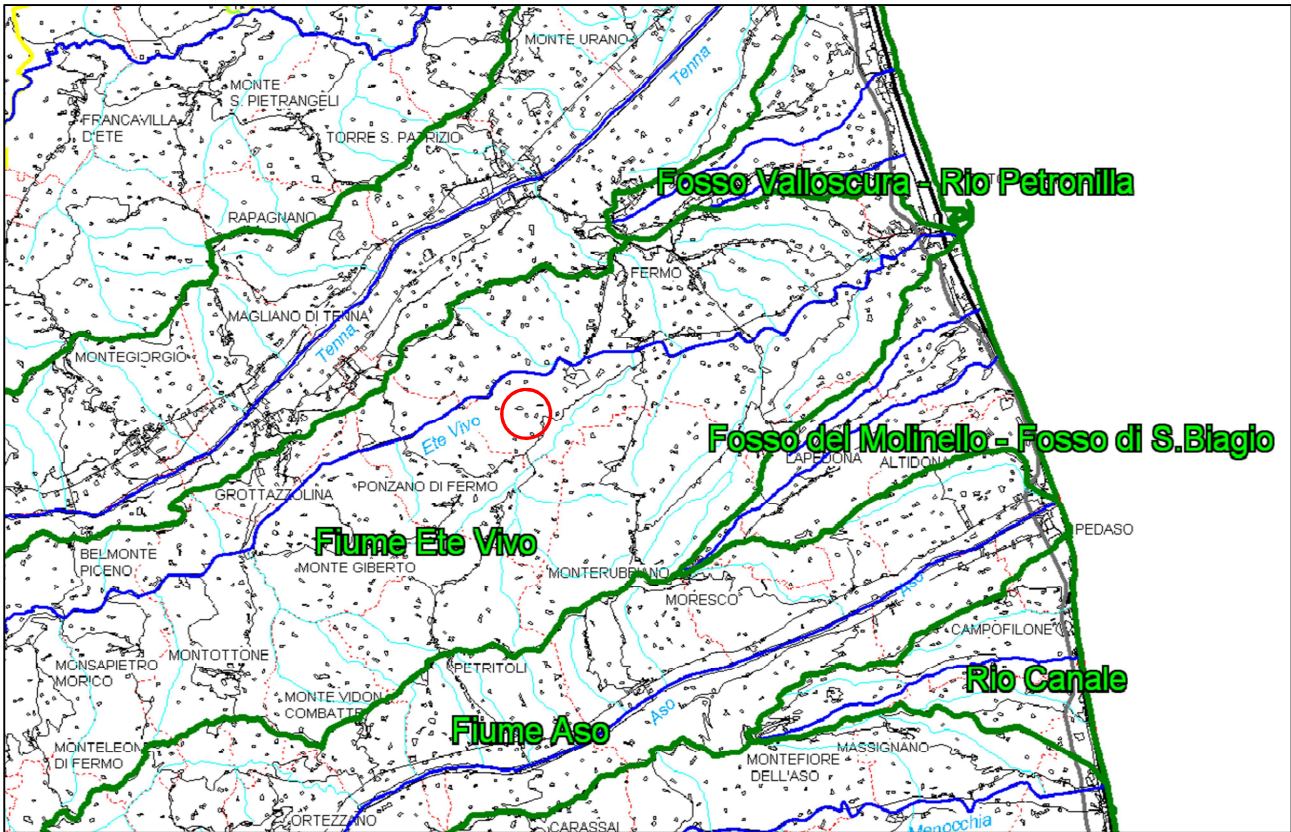 MONTE URANO
Tenna
MONTE
S. PIETRANGELI
FRANCAVILLA
D'ETE
TORRE S. PATRIZIO
Fosso Valloscura - Rio Petronilla
RAPAGNANO
FERMO
MAGLIANO DI TENNA
Tenna
MONTEGIORGIO
Ete Vivo
Fosso del Molinello - Fosso di S.Biagio
LAPEDONA
ALTIDONA
GROTTAZZOLINA
PONZANO DI FERMO
PEDASO
Fiume Ete Vivo
BELMONTE
PICENO
MONTE GIBERTO
MONTERUBBIANO
MORESCO
Aso
CAMPOFILONE
MONSAPIETRO
MORICO
MONTOTTONE
PETRITOLI
Rio Canale
MONTE VIDON
COMBATTE
Aso
Fiume Aso
MONTELEONE
DI FERMO
MASSIGNANO
MONTEFIORE
DELL'ASO
ORTEZZANO
CARASSAI
Menocchia